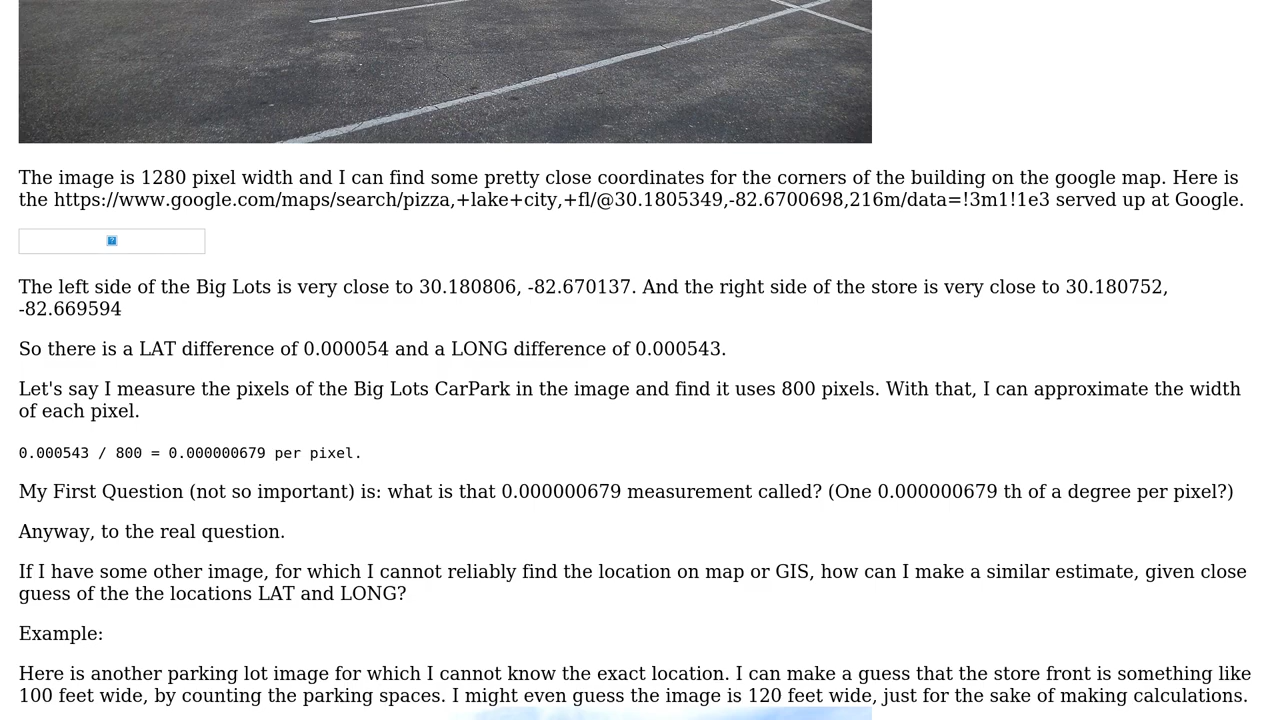 The image is 1280 pixel width and I can find some pretty close coordinates for the corners of the building on the google map. Here is
the https://www.google.com/maps/search/pizza,+lake+city,+fl/@30.1805349,-82.6700698,216m/data=!3m1!1e3 served up at Google.
The left side of the Big Lots is very close to 30.180806, -82.670137. And the right side of the store is very close to 30.180752,
-82.669594
So there is a LAT difference of 0.000054 and a LONG difference of 0.000543.
Let's say I measure the pixels of the Big Lots CarPark in the image and find it uses 800 pixels. With that, I can approximate the width
of each pixel.
0.000543 / 800 = 0.000000679 per pixel.
My First Question (not so important) is: what is that 0.000000679 measurement called? (One 0.000000679 th of a degree per pixel?)
Anyway, to the real question.
If I have some other image, for which I cannot reliably find the location on map or GIS, how can I make a similar estimate, given close
guess of the the locations LAT and LONG?
Example:
Here is another parking lot image for which I cannot know the exact location. I can make a guess that the store front is something like
100 feet wide, by counting the parking spaces. I might even guess the image is 120 feet wide, just for the sake of making calculations.